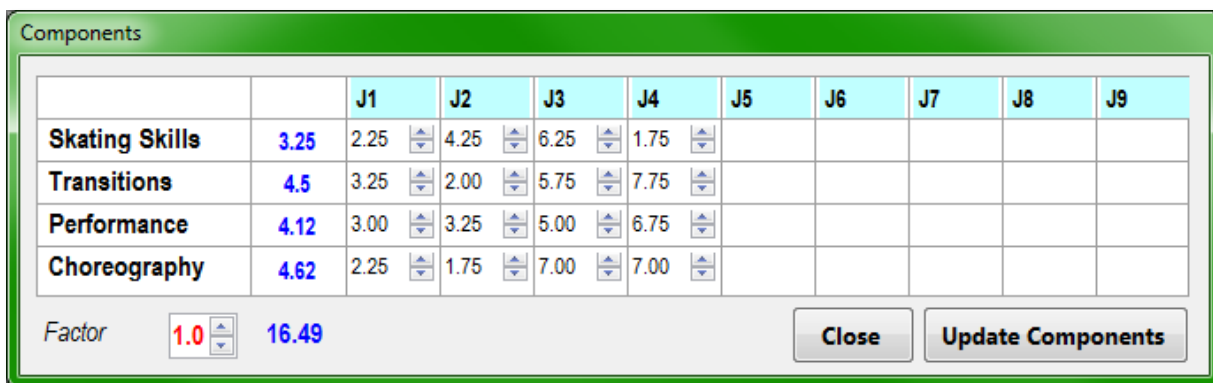 Components
J1 J2 J3 J4 J5 J6 J7 J8 J9
Skating Skills 3.25 2.25 4.25 6.25 1.75
Transitions 4.5 3.25 2.00 5.75 7.75
Performance 4.12 3.00 3.25 5.00 6.75
Choreography 4.62 2.25 1.75 7.00 7.00
Factor 1.0 16.49 Close Update Components